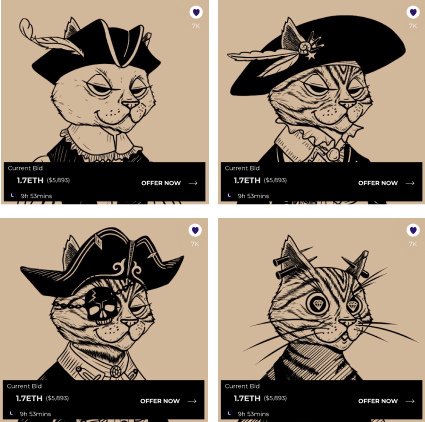 7K
7K
Current Bid
1.7ETH ($5,893)
OFFER NOW →
9h 53mins
Current Bid
1.7ETH ($5,893)
OFFER NOW →
9h 53mins
7K
7K
Current Bid
1.7ETH ($5,893)
OFFER NOW →
9h 53mins
Current Bid
1.7ETH ($5,893)
OFFER NOW →
9h 53mins